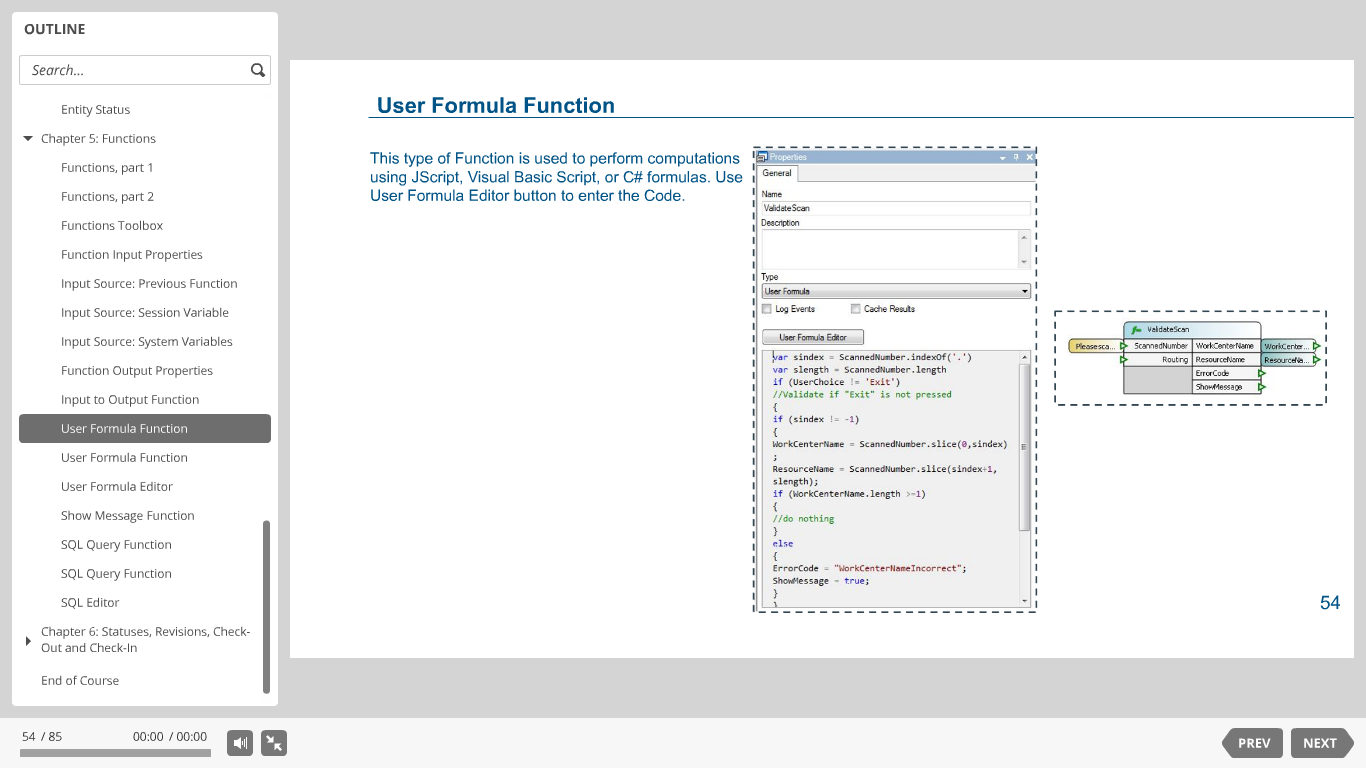 OUTLINE
Search...
Entity Status
Chapter 5: Functions
Functions, part 1
Functions, part 2
Functions Toolbox
Function Input Properties
Input Source: Previous Function
Input Source: Session Variable
Input Source: System Variables
Function Output Properties
Input to Output Function
User Formula Function
User Formula Function
User Formula Editor
Show Message Function
SQL Query Function
SQL Query Function
SQL Editor
Chapter 6: Statuses, Revisions, Check-
Out and Check-In
End of Course
User Formula Function
This type of Function is used to perform computations
using JScript, Visual Basic Script, or C# formulas. Use
User Formula Editor button to enter the Code.
Properties
General
Name
ValidateScan
Description
Type
User Formula
Log Events
Cache Results
User Formula Editor
var sindex = ScannedNumber.indexOf('.')
var slength = ScannedNumber.length
if (UserChoice != 'Exit')
//Validate if "Exit" is not pressed
{
if (sindex != -1)
{
WorkCenterName = ScannedNumber.slice(0,sindex)
;
ResourceName = ScannedNumber.slice(sindex+1,
slength);
if (WorkCenterName.length >=1)
{
//do nothing
}
else
{
ErrorCode = "WorkCenterNameIncorrect";
ShowMessage = true;
}
}
ValidateScan
Please sca... ScannedNumber WorkCenterName WorkCenter...
Routing ResourceName ResourceNa...
ErrorCode
ShowMessage
54
54 / 85
00:00 / 00:00
PREV
NEXT